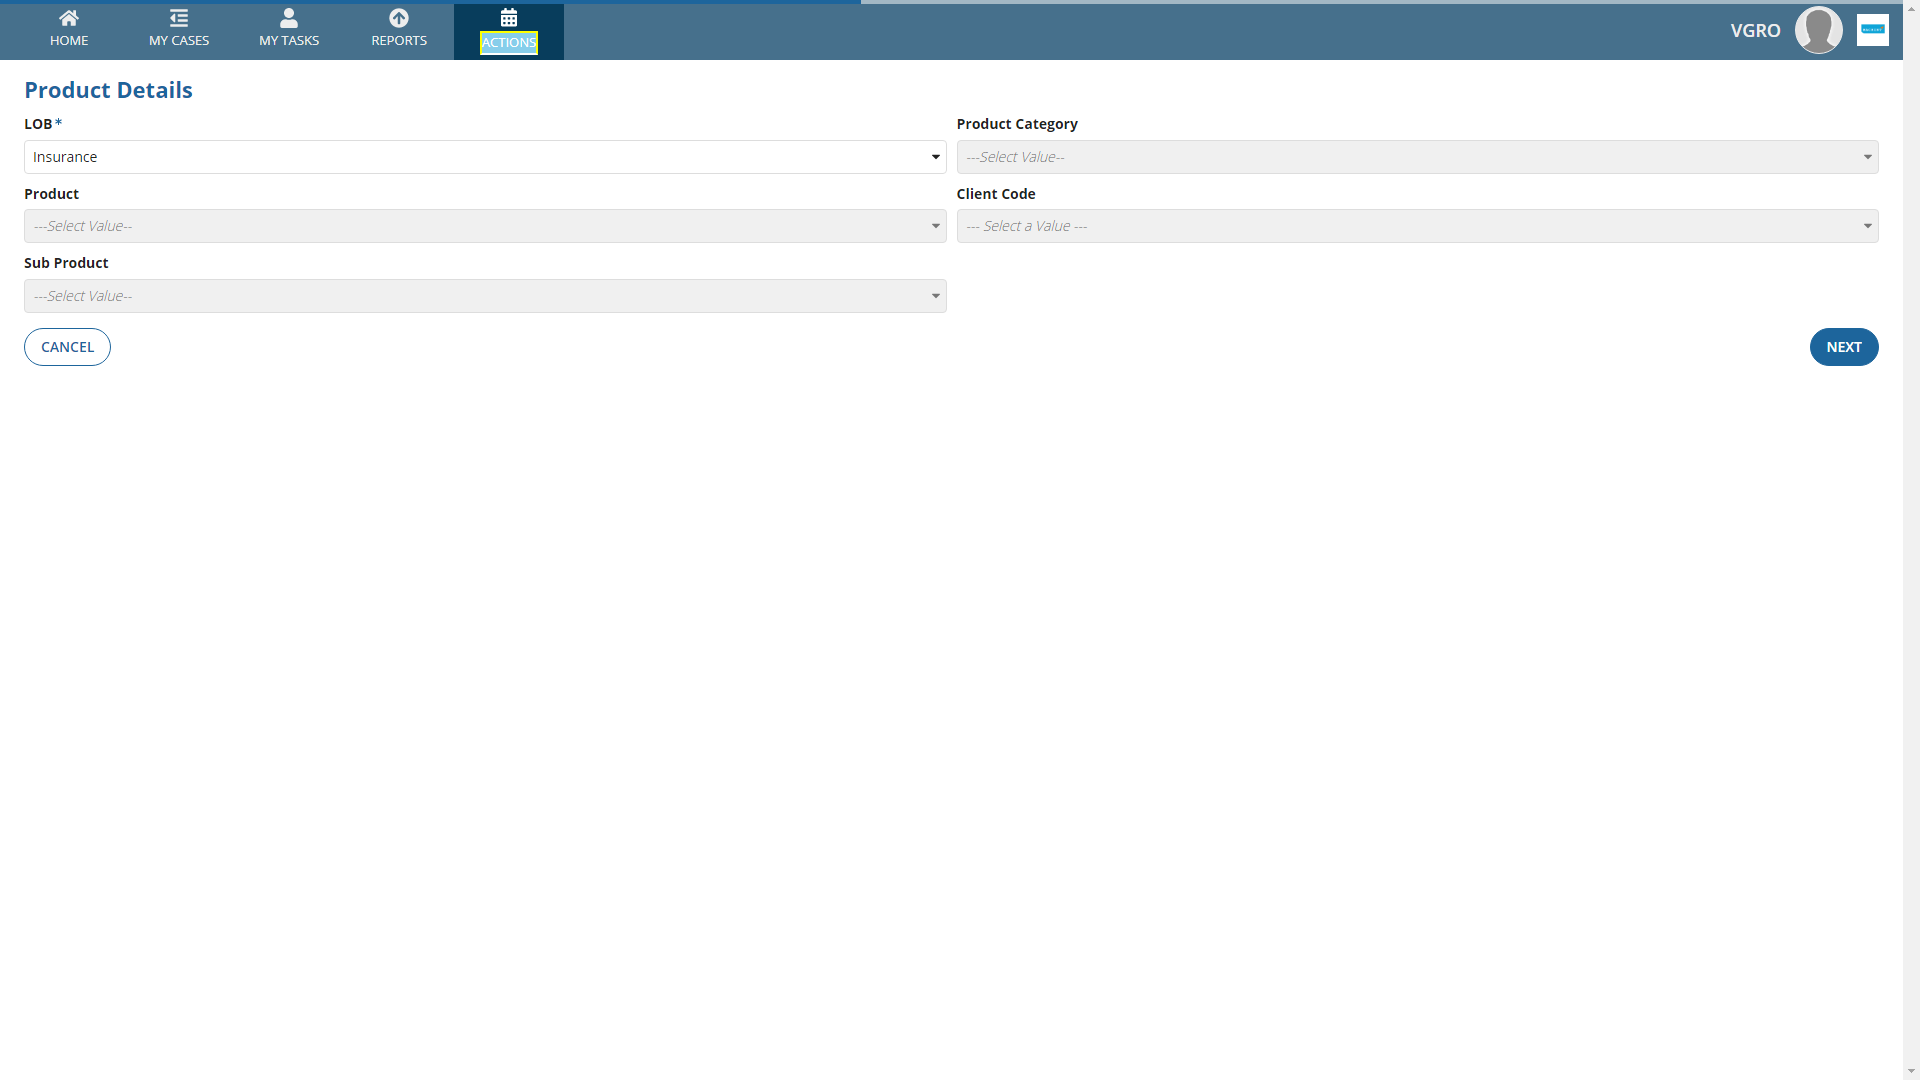 HOME
MY CASES
MY TASKS
REPORTS
ACTIONS
VGRO
Product Details
LOB*
Product Category
Insurance
---Select Value--
Product
Client Code
---Select Value--
--- Select a Value ---
Sub Product
---Select Value--
CANCEL
NEXT